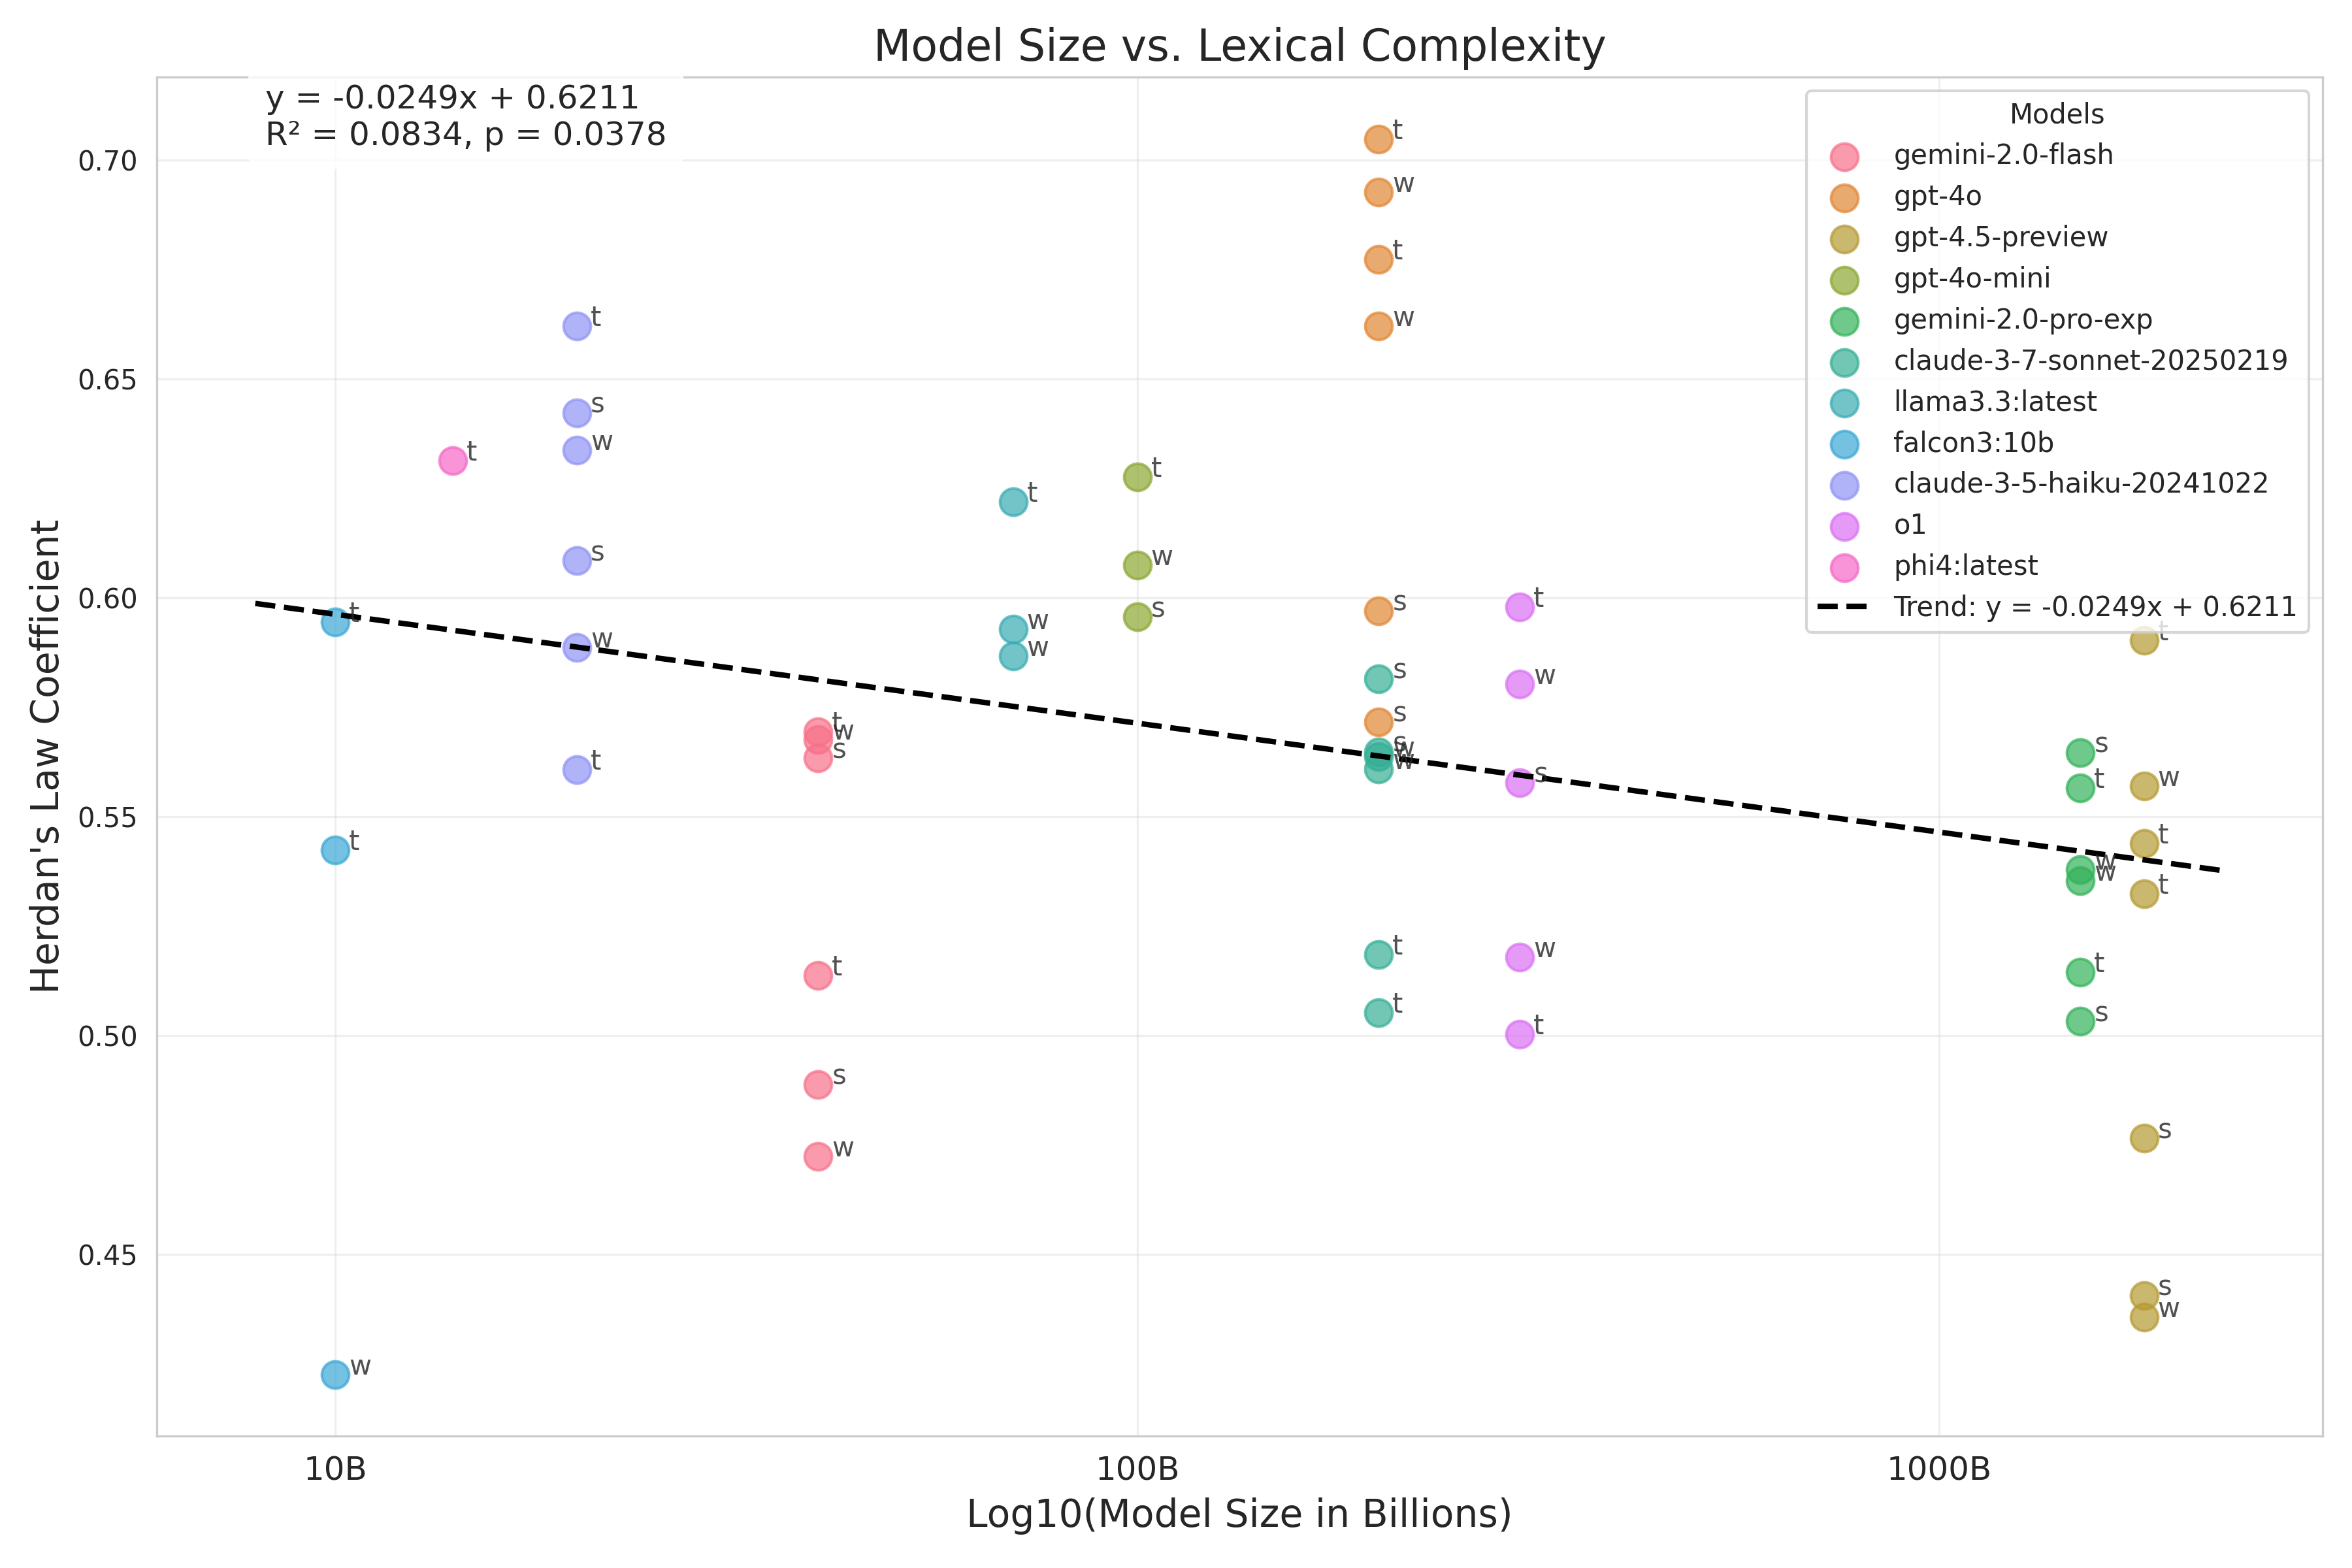 Model Size vs. Lexical Complexity
y = -0.0249x + 0.6211
R² = 0.0834, p = 0.0378
Models
gemini-2.0-flash
gpt-4o
gpt-4.5-preview
gpt-4o-mini
gemini-2.0-pro-exp
claude-3-7-sonnet-20250219
llama3.3:latest
falcon3:10b
claude-3-5-haiku-20241022
o1
phi4:latest
Trend: y = -0.0249x + 0.6211
Herdan's Law Coefficient
0.70
0.65
0.60
0.55
0.50
0.45
t
t
w
t
s
w
s
w
t
t
t
w
s
t
w
s
t
w
w
t
w
s
t
w
t
w
s
s
s
s
w
w
t
t
t
w
s
w
t
s
t
w
w
t
s
t
w
t
t
s
s
w
10B
100B
1000B
Log10(Model Size in Billions)